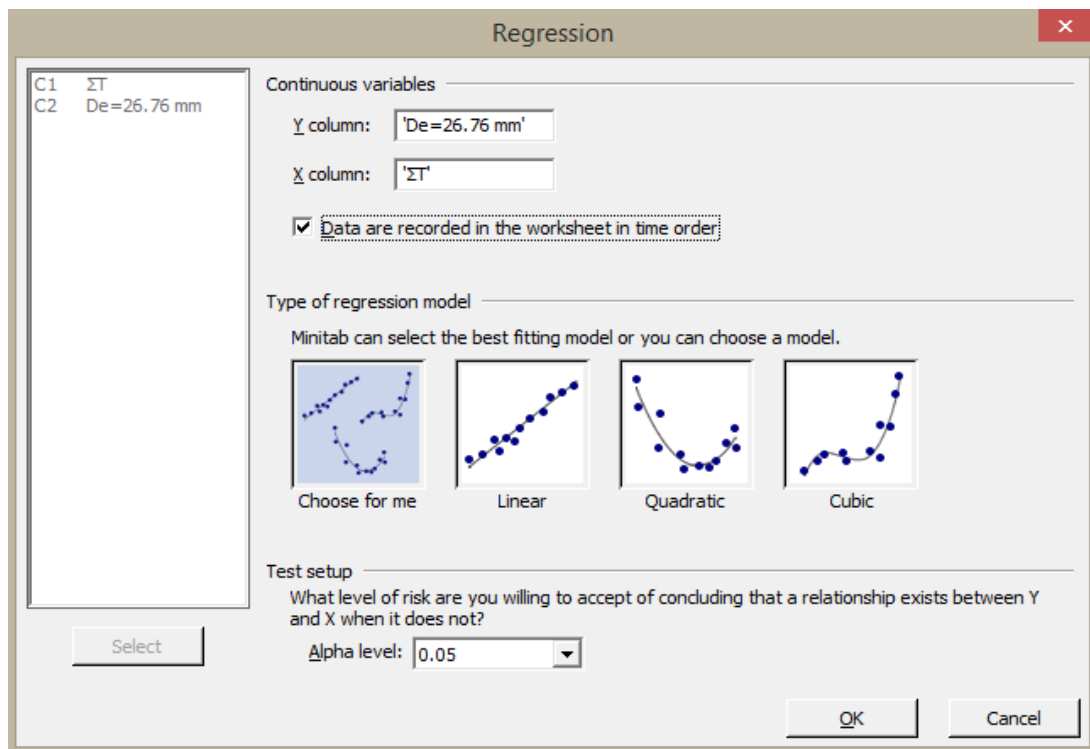 Regression
C1 ΣT
C2 De=26.76 mm
Select
Continuous variables
Y column: 'De=26.76 mm'
X column: 'ΣT'
Data are recorded in the worksheet in time order
Type of regression model
Minitab can select the best fitting model or you can choose a model.
Choose for me Linear Quadratic Cubic
Test setup
What level of risk are you willing to accept of concluding that a relationship exists between Y
and X when it does not?
Alpha level: 0.05
OK Cancel